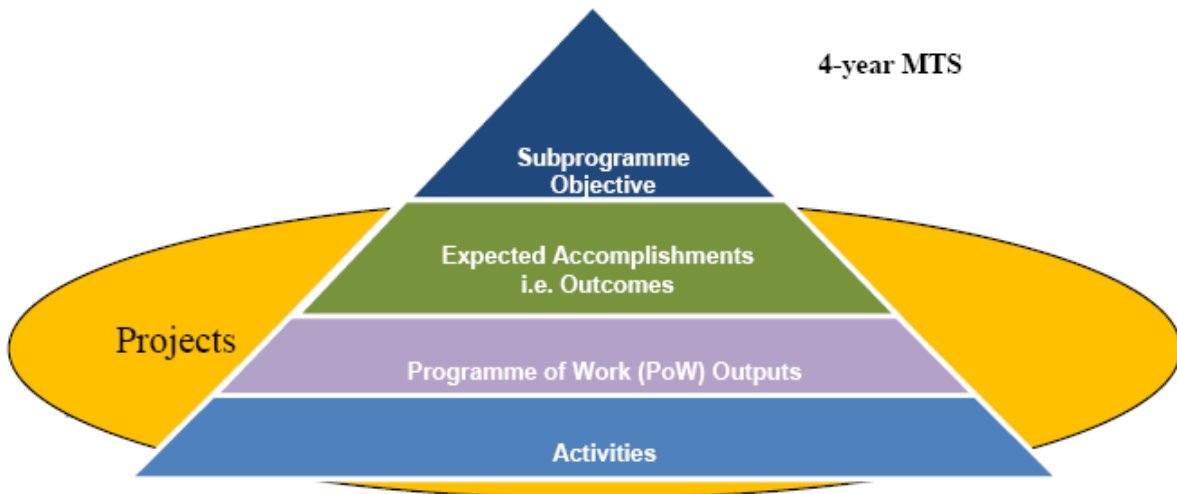 4-year MTS
Subprogramme
Objective
Expected Accomplishments
i.e. Outcomes
Projects
Programme of Work (PoW) Outputs
Activities